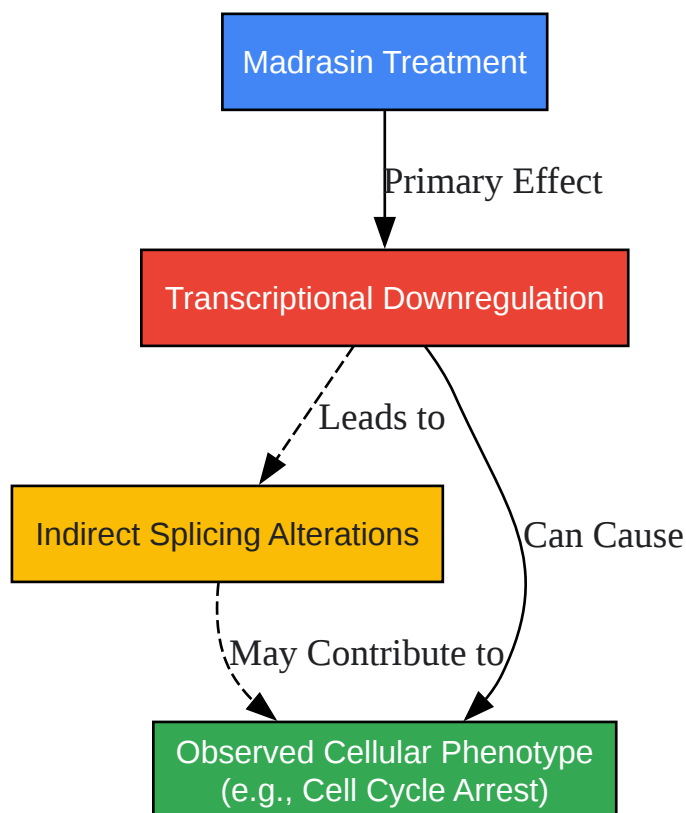 Madrasin Treatment
Primary Effect
Transcriptional Downregulation
Leads to
Indirect Splicing Alterations
Can Cause
May Contribute to
Observed Cellular Phenotype
(e.g., Cell Cycle Arrest)